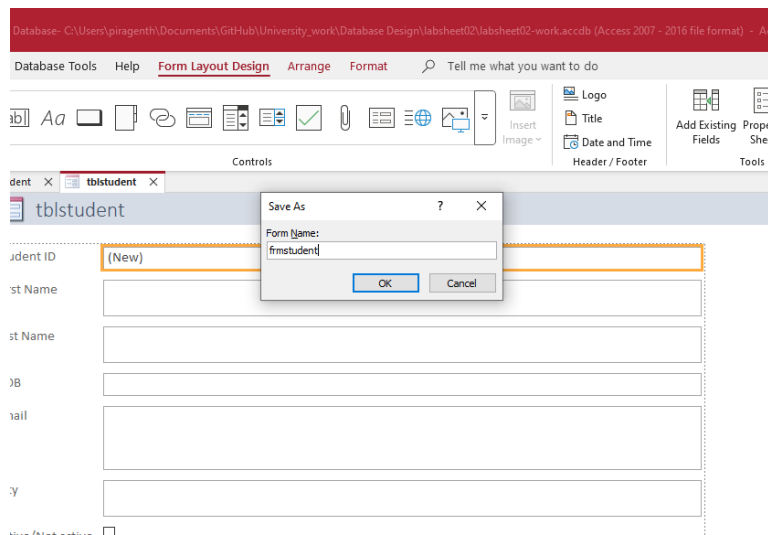 Database- C:\Users\piragenth\Documents\GitHub\University_work\Database Design\labsheet02\labsheet02-work.accdb (Access 2007 - 2016 file format) - A
Database Tools Help Form Layout Design Arrange Format Tell me what you want to do
ab Aa
Insert
Image
Logo
Title
Date and Time
Add Existing
Fields
Prope
She
Controls
Header / Footer
Tools
dent
tblstudent
tblstudent
Save As ?
Form Name:
frmstudent
OK Cancel
udent ID (New)
rst Name
st Name
OB
nail
ty
tive/Not active